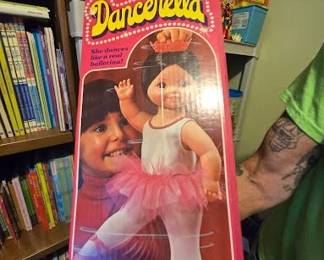 Dancerella
She dances
like a real
ballerina!